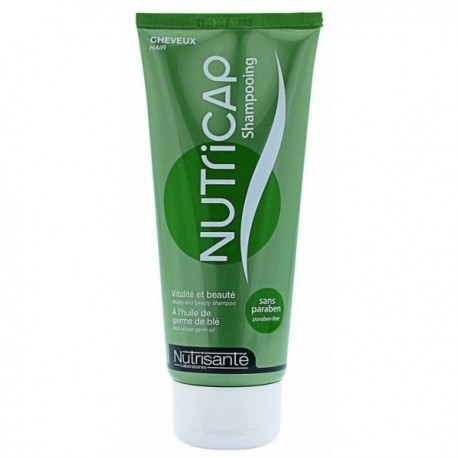 CHEVEUX
HAIR
NUTriCAP
Shampooing
Vitalité et beauté
vitality and beauty shampoo
À l'huile de
germe de blé
with wheat germ oil
sans
paraben
paraben free
Nutrisanté
Laboratoires